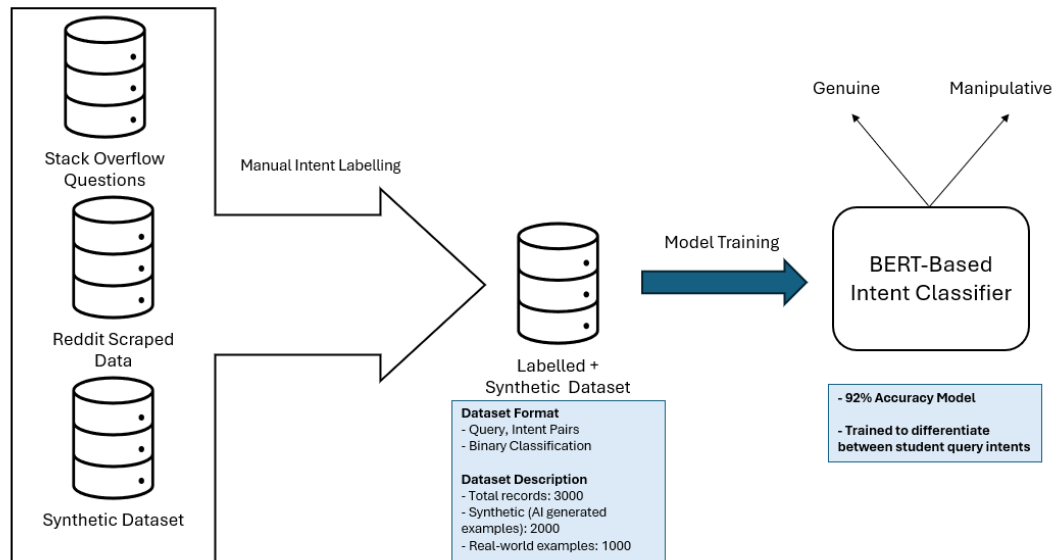 Stack Overflow
Questions
Reddit Scraped
Data
Synthetic Dataset
Manual Intent Labelling
Labelled +
Synthetic Dataset
Dataset Format
- Query, Intent Pairs
- Binary Classification
Dataset Description
- Total records: 3000
- Synthetic (AI generated
examples): 2000
- Real-world examples: 1000
Model Training
Genuine
Manipulative
BERT-Based
Intent Classifier
- 92% Accuracy Model
- Trained to differentiate
between student query intents